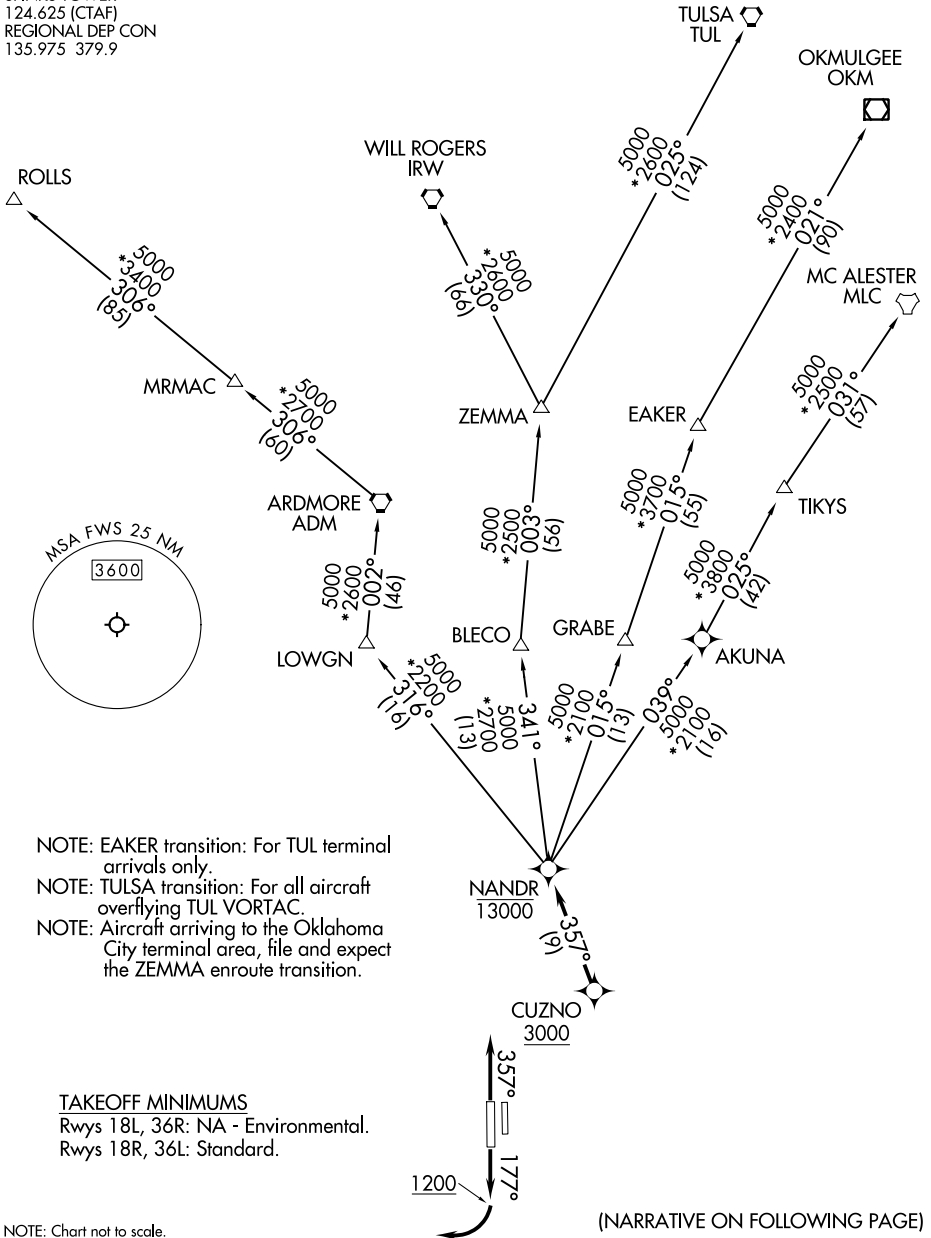 124.625 (CTAF)
REGIONAL DEP CON
135.975 379.9
TULSA
TUL
OKMULGEE
OKM
WILL ROGERS
IRW
5000
*2600
025°
(124)
ROLLS
5000
*2400
021°
(90)
5000
*2600
330°
(66)
MC ALESTER
MLC
5000
*3400
306°
(85)
MRMAC
5000
*2700
306°
(60)
ZEMMA
EAKER
5000
*2500
031°
(57)
ARDMORE
ADM
5000
*2500
003°
(56)
5000
*3700
015°
(55)
TIKYS
MSA FWS 25 NM
3600
5000
*2600
002°
(46)
5000
*3800
025°
(42)
LOWGN
BLECO
GRABE
AKUNA
5000
*2200
316°
(16)
341°
5000
*2700
(13)
5000
*2100
015°
(13)
039°
5000
*2100
(16)
NOTE: EAKER transition: For TUL terminal
arrivals only.
NOTE: TULSA transition: For all aircraft
overflying TUL VORTAC.
NOTE: Aircraft arriving to the Oklahoma
City terminal area, file and expect
the ZEMMA enroute transition.
NANDR
13000
357°
(9)
CUZNO
3000
357°
TAKEOFF MINIMUMS
Rwys 18L, 36R: NA - Environmental.
Rwys 18R, 36L: Standard.
177°
1200
NOTE: Chart not to scale.
(NARRATIVE ON FOLLOWING PAGE)